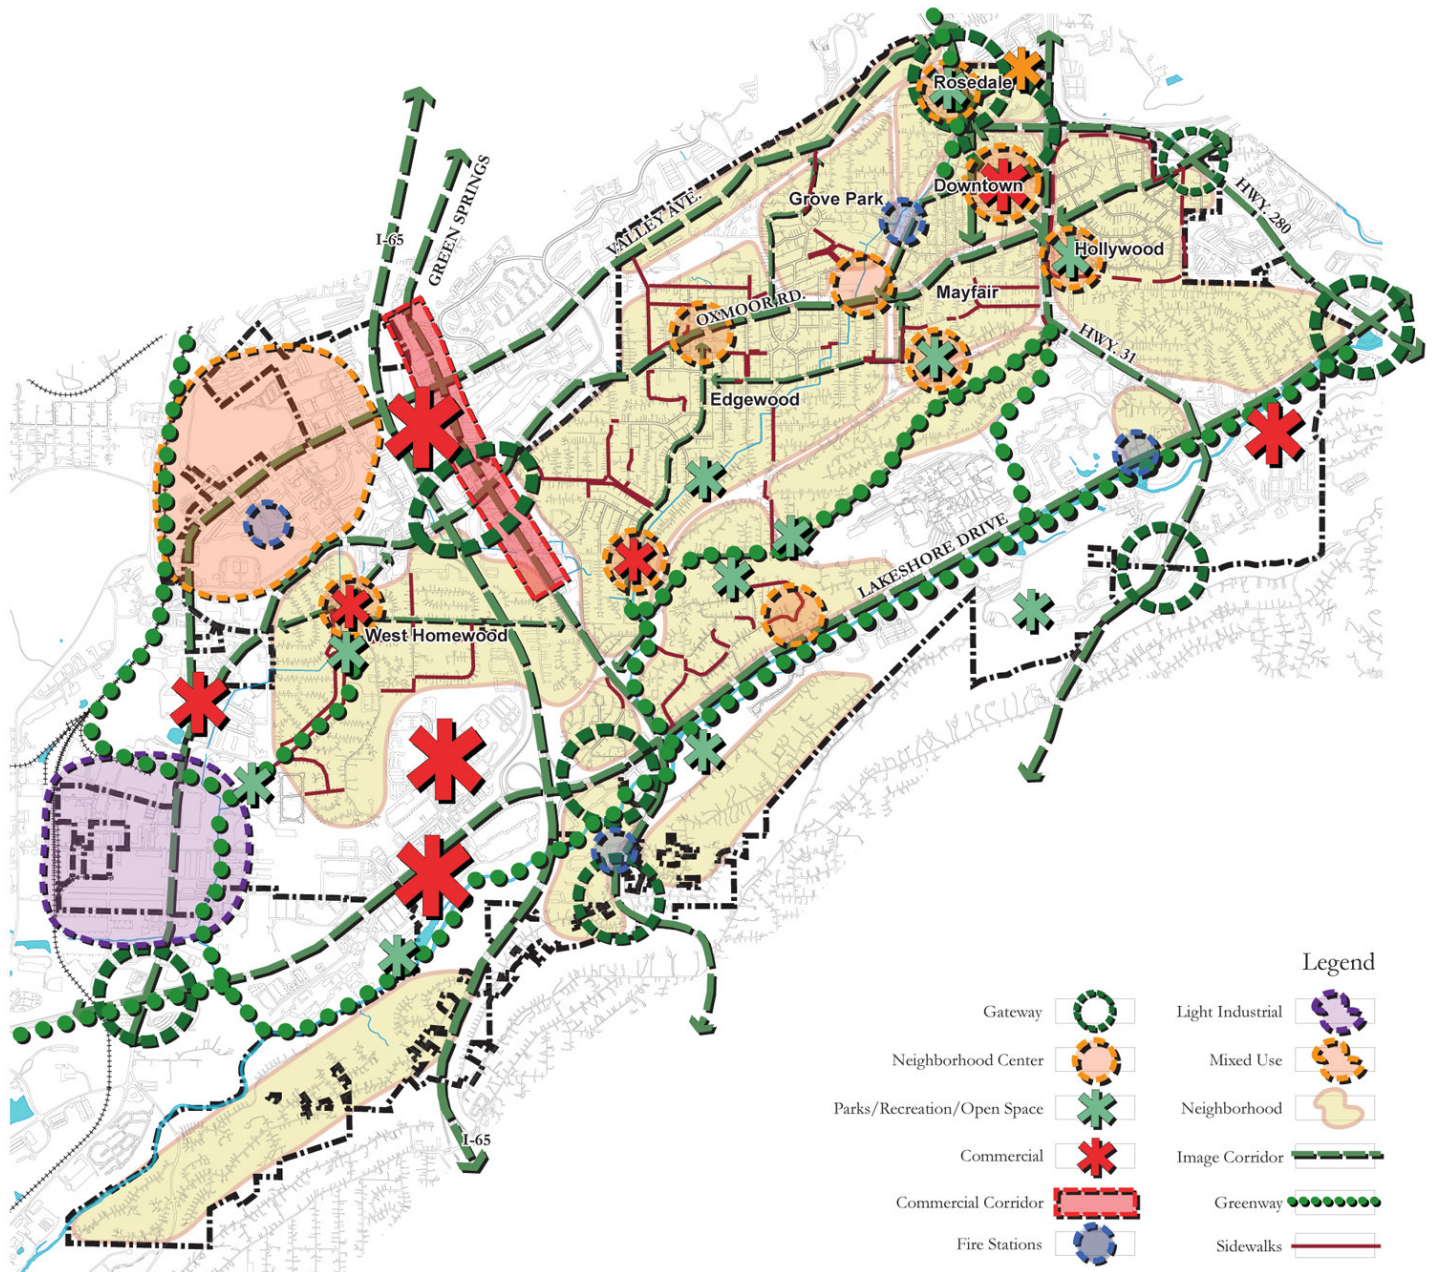 Rosedale
Downtown
Grove Park
HWY. 280
GREEN SPRINGS
I-65
VALLEY AVE.
Hollywood
Mayfair
OXMOOR RD.
HWY. 31
Edgewood
LAKESHORE DRIVE
West Homewood
I-65
Legend
Gateway
Light Industrial
Neighborhood Center
Mixed Use
Parks/Recreation/Open Space
Neighborhood
Commercial
Image Corridor
Commercial Corridor
Greenway
Fire Stations
Sidewalks